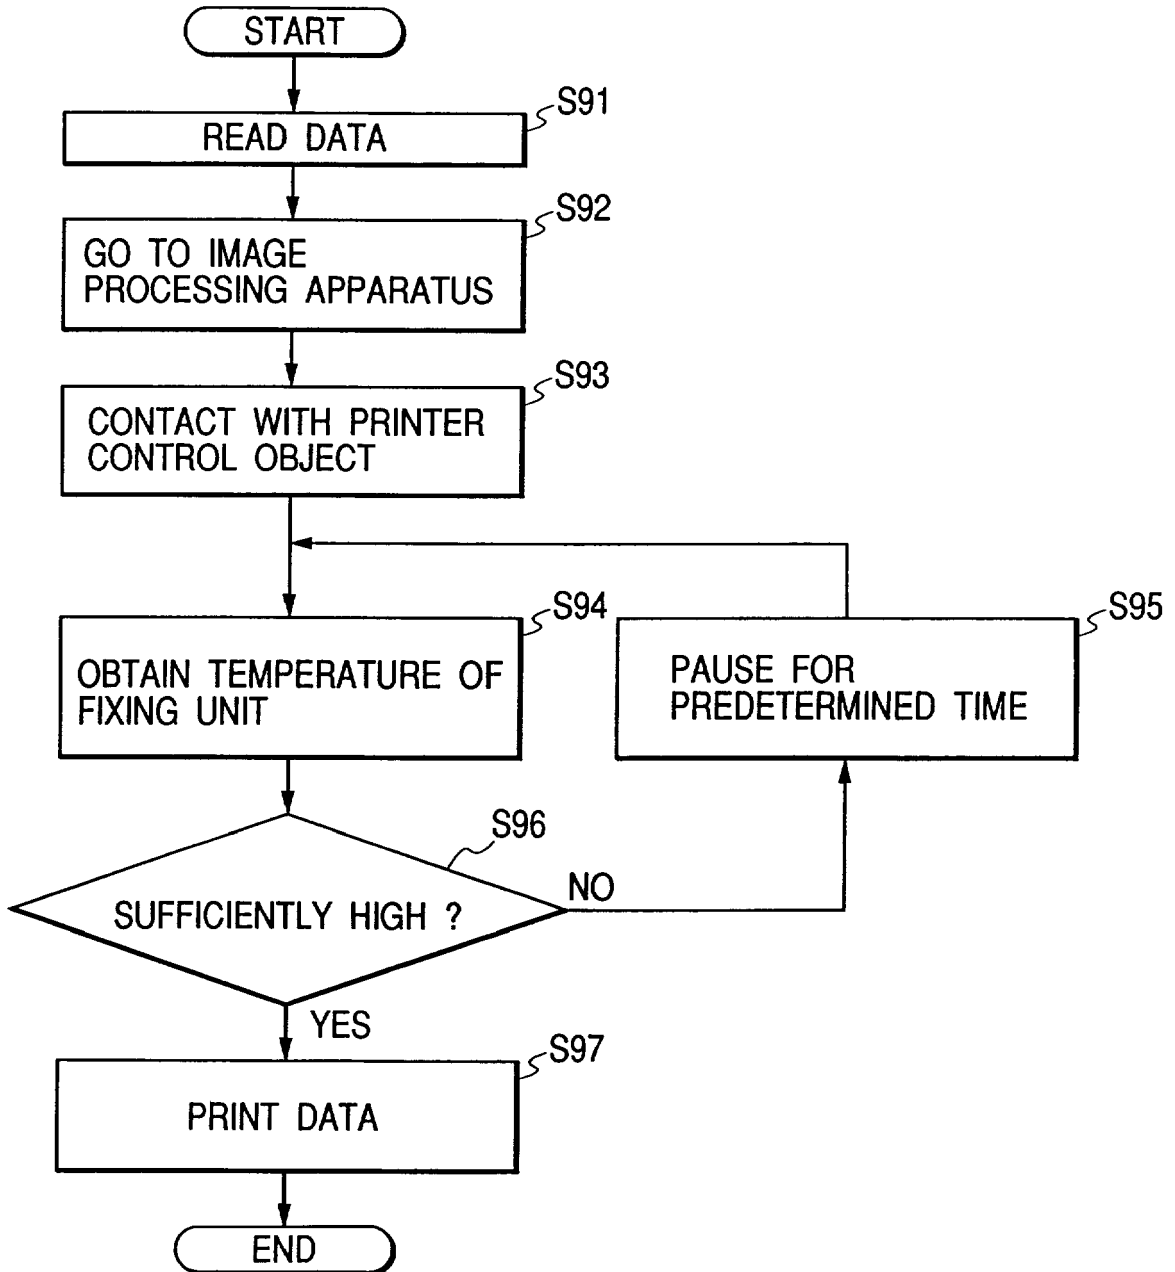 START
S91
READ DATA
S92
GO TO IMAGE
PROCESSING APPARATUS
S93
CONTACT WITH PRINTER
CONTROL OBJECT
S94
OBTAIN TEMPERATURE OF
FIXING UNIT
S95
PAUSE FOR
PREDETERMINED TIME
S96
SUFFICIENTLY HIGH ?
NO
YES
S97
PRINT DATA
END